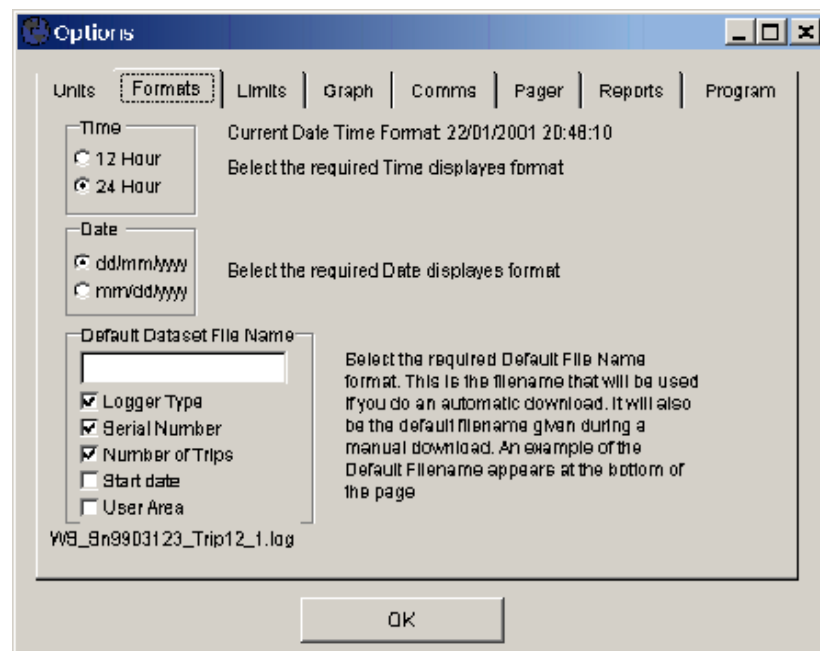 Options
Units Formats Limits Graph Comms Pager Reports Program
Time
12 Hour
24 Hour
Current Date Time Format: 22/01/2001 20:48:10
Select the required Time displayes format
Date
dd/mm/yyyy
mm/dd/yyyy
Select the required Date displayes format
Default Dataset File Name
Logger Type
Serial Number
Number of Trips
Start date
User Area
Select the required Default File Name
format. This is the filename that will be used
if you do an automatic download. It will also
be the default filename given during a
manual download. An example of the
Default Filename appears at the bottom of
the page
W8_Sn9903123_Trip12_1.log
OK